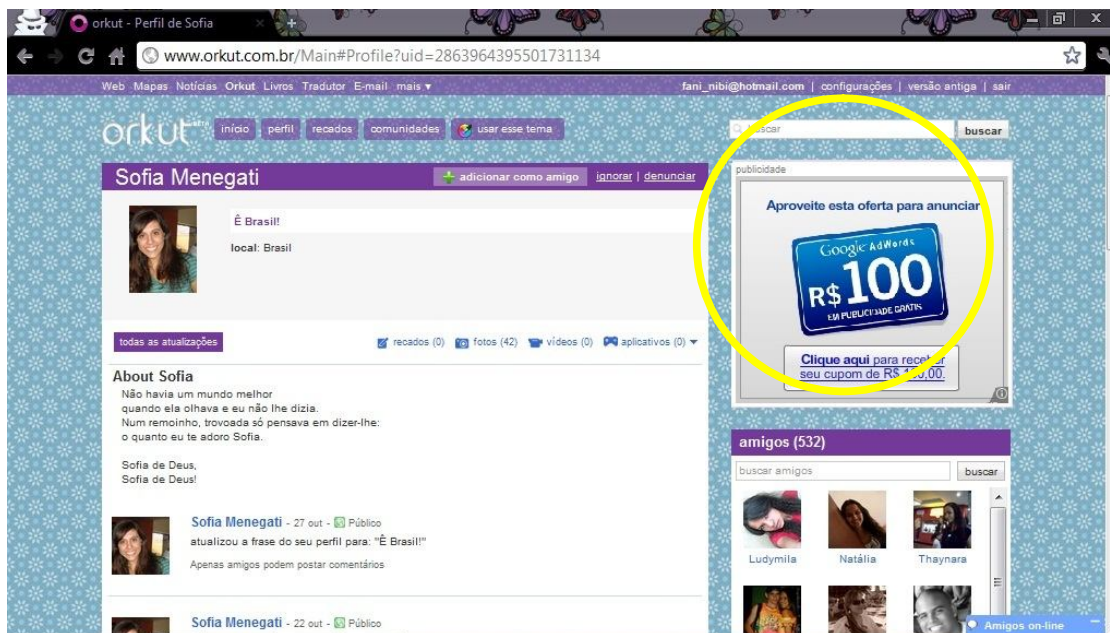 orkut - Perfil de Sofia
www.orkut.com.br/Main#Profile?uid=2863964395501731134
Web Mapas Notícias Orkut Livros Tradutor E-mail mais ▾
fani_nibi@hotmail.com | configurações | versão antiga | sair
orkut BETA
início perfil recados comunidades usar esse tema
buscar buscar
Sofia Menegati
adicionar como amigo ignorar | denunciar
Ê Brasil!
local: Brasil
todas as atualizações
recados (0) fotos (42) vídeos (0) aplicativos (0) ▾
About Sofia
Não havia um mundo melhor
quando ela olhava e eu não lhe dizia.
Num remoinho, trovoada só pensava em dizer-lhe:
o quanto eu te adoro Sofia.
Sofia de Deus,
Sofia de Deus!
Sofia Menegati - 27 out - Público
atualizou a frase do seu perfil para: "Ê Brasil!"
Apenas amigos podem postar comentários
Sofia Menegati - 22 out - Público
publicidade
Aproveite esta oferta para anunciar
Google AdWords
R$100
EM PUBLICIDADE GRÁTIS
Clique aqui para receber
seu cupom de R$ 100,00.
amigos (532)
buscar amigos buscar
Ludymila Natália Thaynara
Amigos on-line